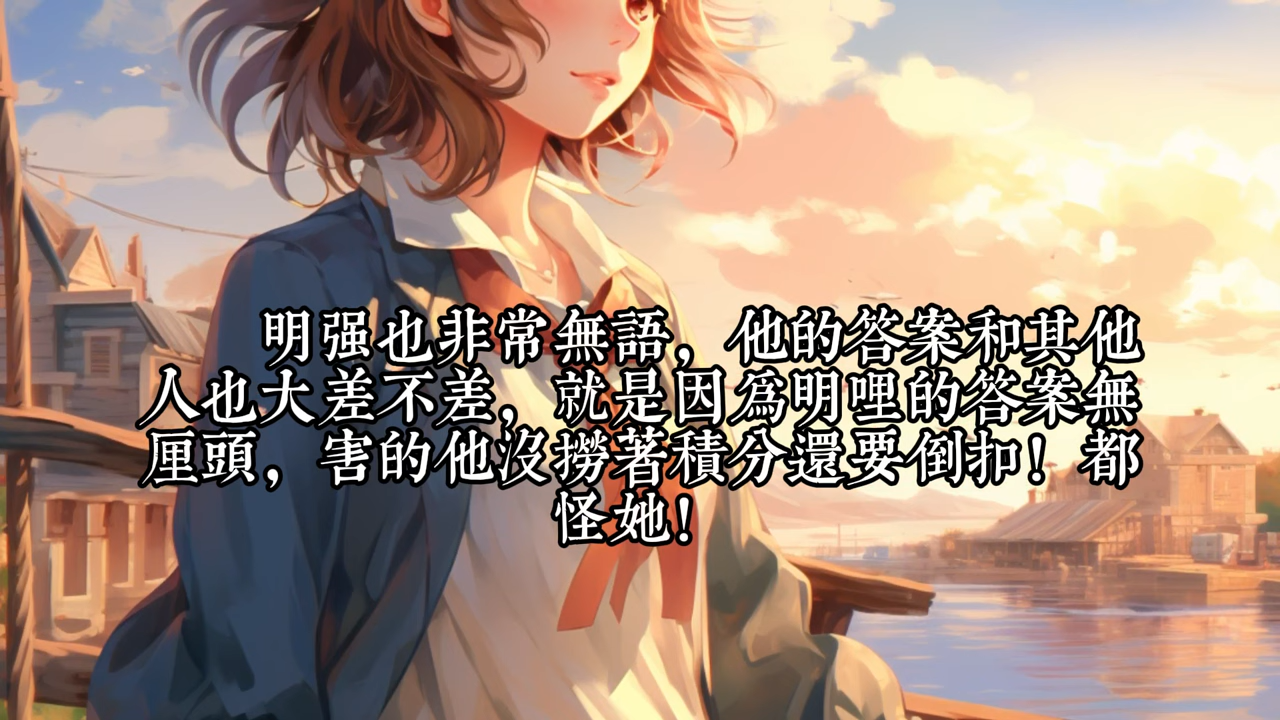 明强也非常無語，他的答案和其他
人也大差不差，就是因爲明哩的答案無
厘頭，害的他沒撈著積分還要倒扣！都
怪她！